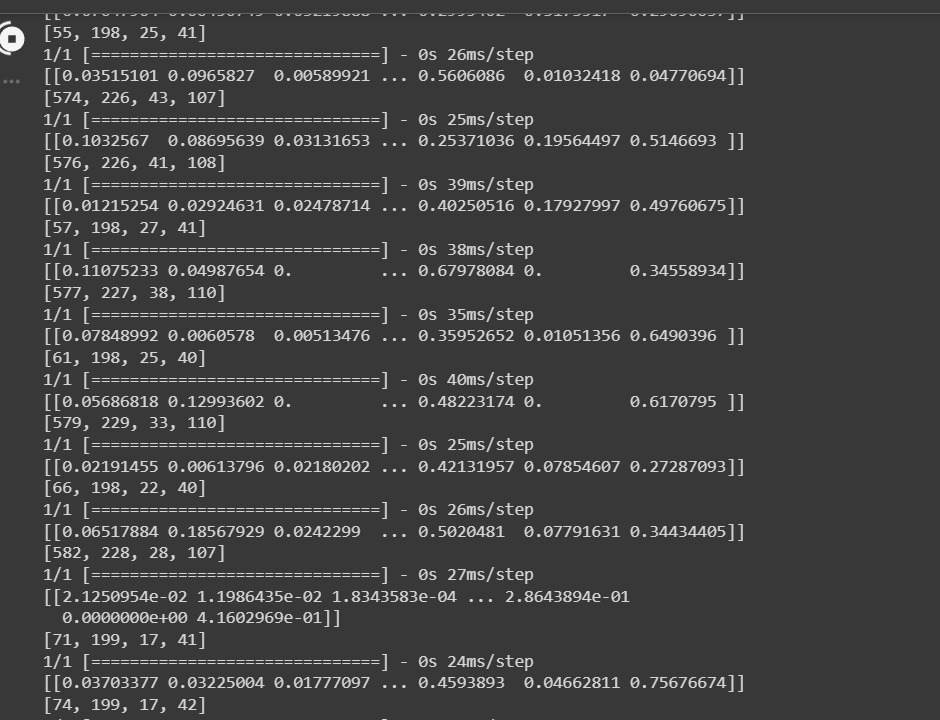 [55, 198, 25, 41]
1/1 [==============================] - 0s 26ms/step
[[0.03515101 0.0965827  0.00589921 ... 0.5606086  0.01032418 0.04770694]]
[574, 226, 43, 107]
1/1 [==============================] - 0s 25ms/step
[[0.1032567  0.08695639 0.03131653 ... 0.25371036 0.19564497 0.5146693 ]]
[576, 226, 41, 108]
1/1 [==============================] - 0s 39ms/step
[[0.01215254 0.02924631 0.02478714 ... 0.40250516 0.17927997 0.49760675]]
[57, 198, 27, 41]
1/1 [==============================] - 0s 38ms/step
[[0.11075233 0.04987654 0.         ... 0.67978084 0.         0.34558934]]
[577, 227, 38, 110]
1/1 [==============================] - 0s 35ms/step
[[0.07848992 0.0060578  0.00513476 ... 0.35952652 0.01051356 0.6490396 ]]
[61, 198, 25, 40]
1/1 [==============================] - 0s 40ms/step
[[0.05686818 0.12993602 0.         ... 0.48223174 0.         0.6170795 ]]
[579, 229, 33, 110]
1/1 [==============================] - 0s 25ms/step
[[0.02191455 0.00613796 0.02180202 ... 0.42131957 0.07854607 0.27287093]]
[66, 198, 22, 40]
1/1 [==============================] - 0s 26ms/step
[[0.06517884 0.18567929 0.0242299  ... 0.5020481  0.07791631 0.34434405]]
[582, 228, 28, 107]
1/1 [==============================] - 0s 27ms/step
[[2.1250954e-02 1.1986435e-02 1.8343583e-04 ... 2.8643894e-01
  0.0000000e+00 4.1602969e-01]]
[71, 199, 17, 41]
1/1 [==============================] - 0s 24ms/step
[[0.03703377 0.03225004 0.01777097 ... 0.4593893  0.04662811 0.75676674]]
[74, 199, 17, 42]